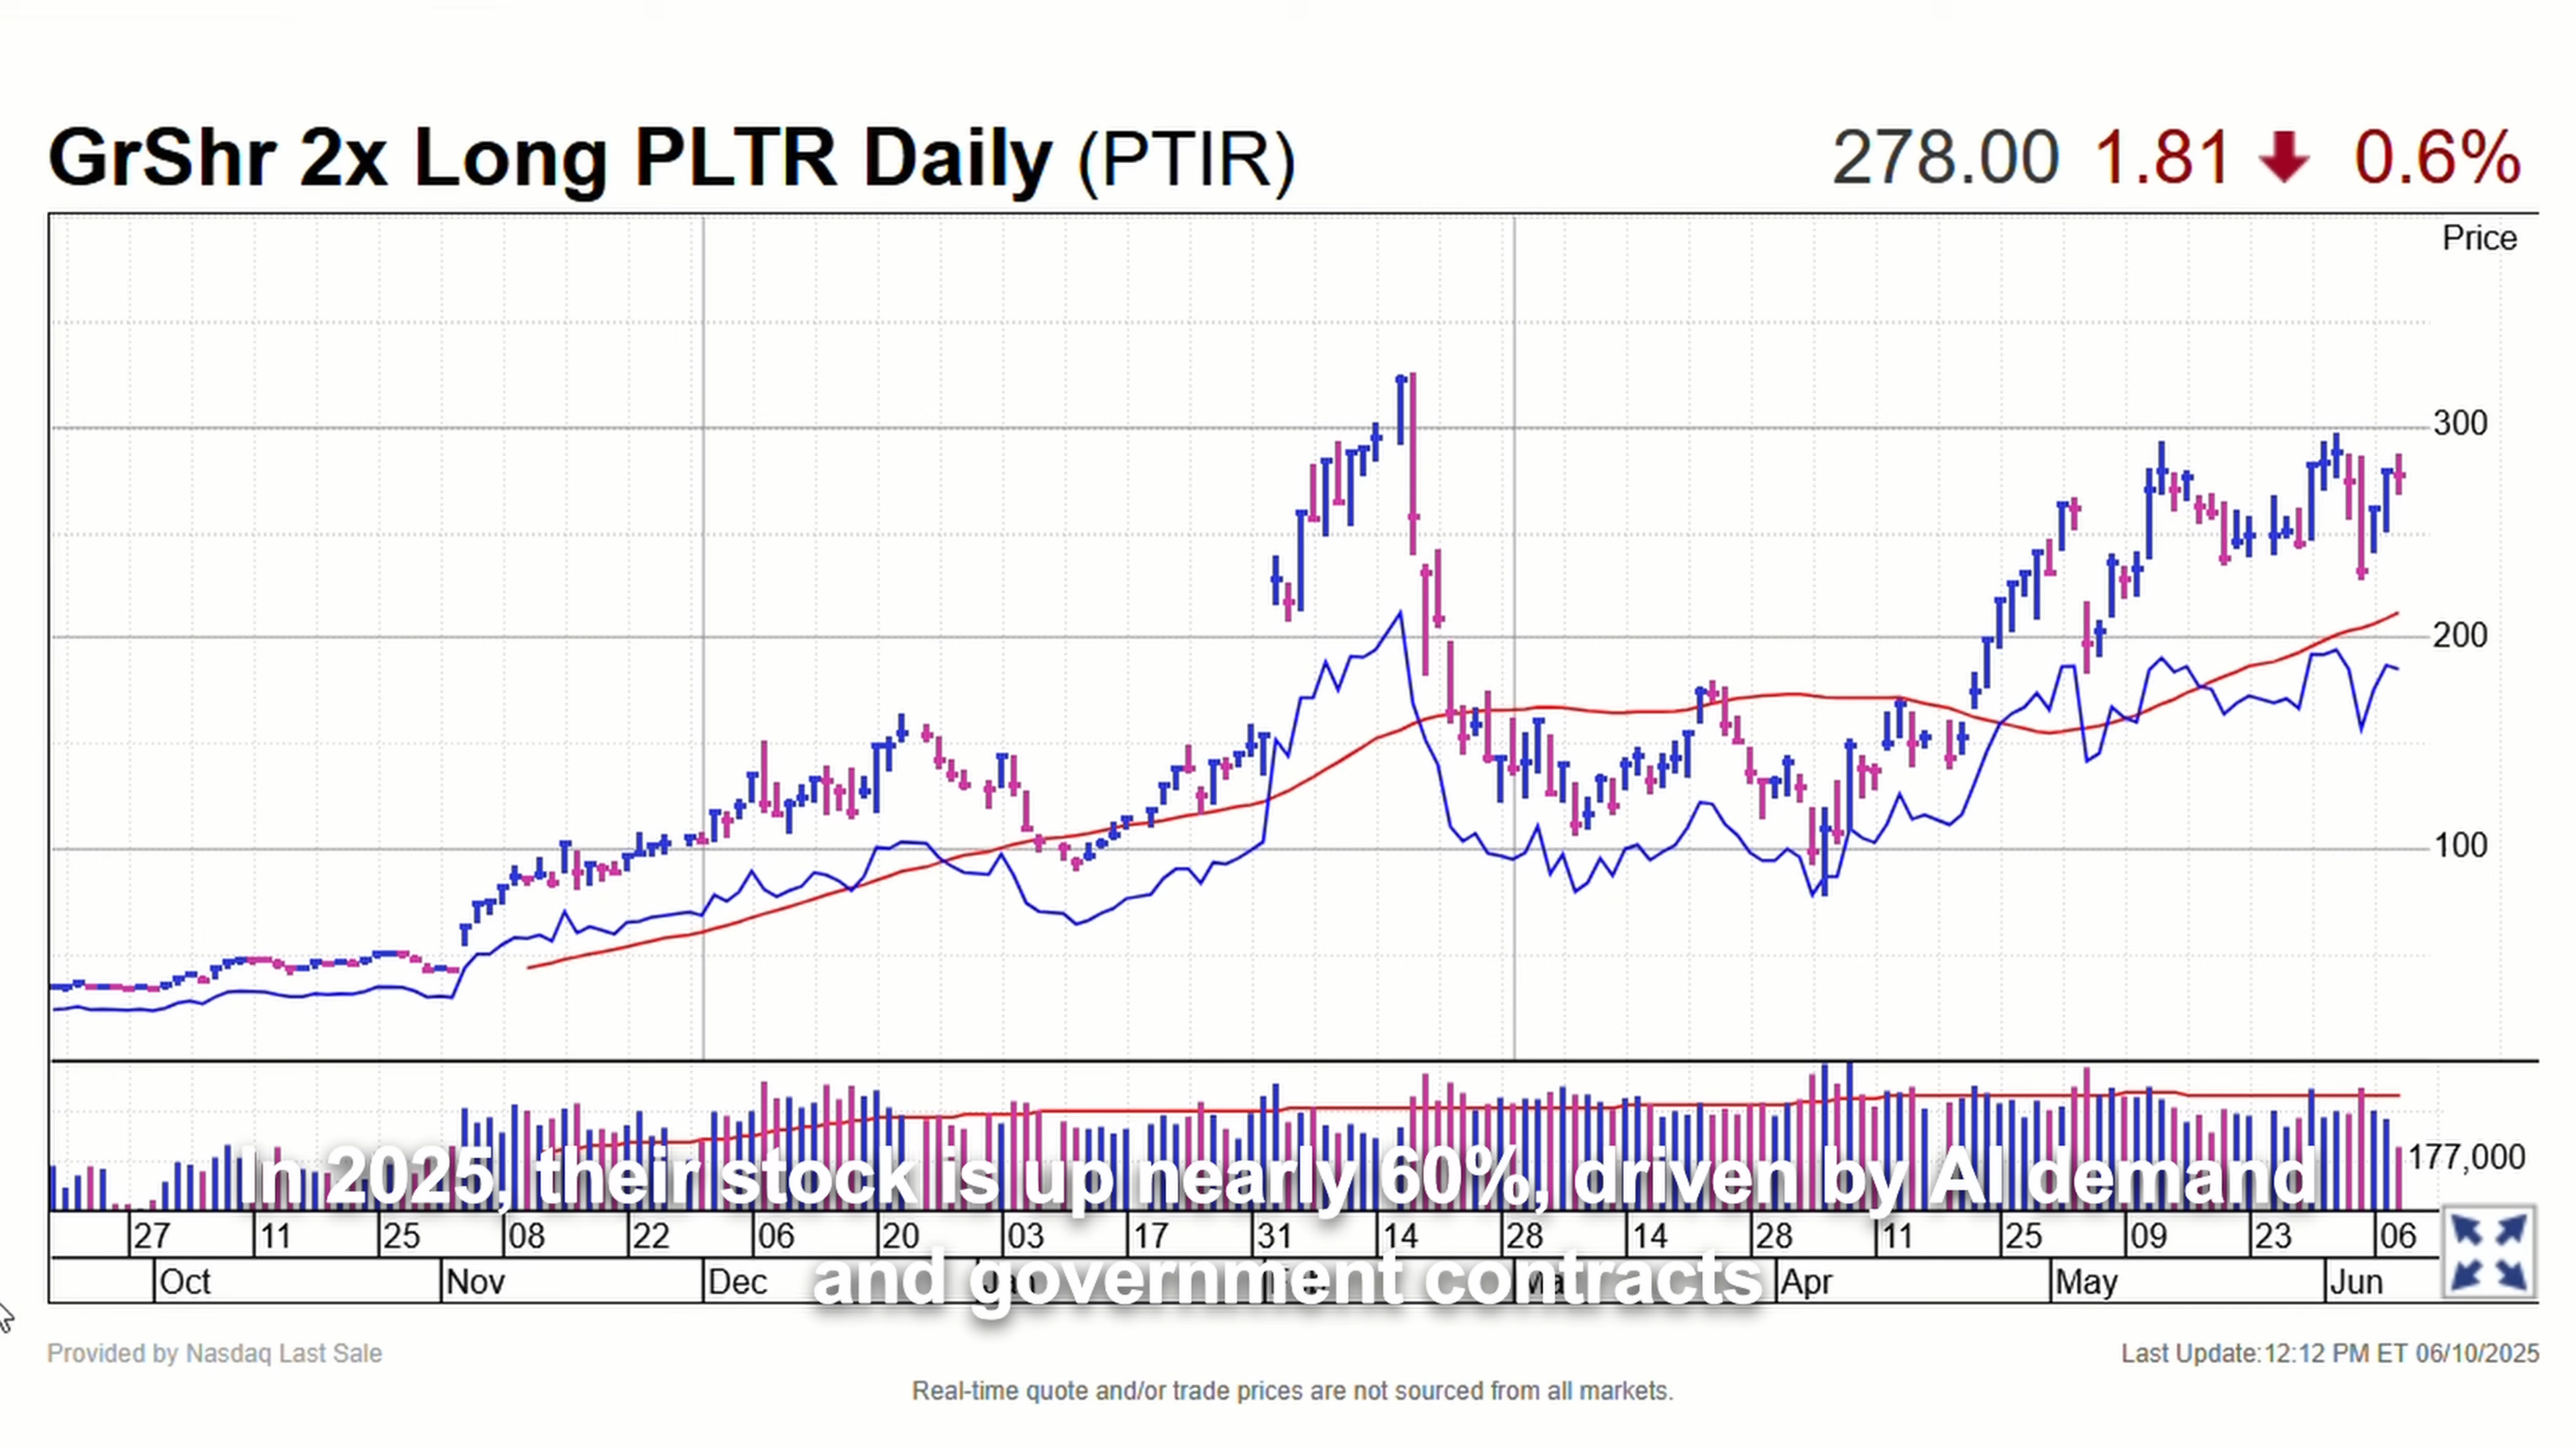 GrShr 2x Long PLTR Daily (PTIR) 278.00 1.81 0.6%
Price
300
200
100
177,000
In 2025, their stock is up nearly 60%, driven by AI demand
and government contracts
27 11 25 08 22 06 20 03 17 31 14 28 14 28 11 25 09 23 06
Oct Nov Dec Jan Feb Mar Apr May Jun
Provided by Nasdaq Last Sale Last Update:12:12 PM ET 06/10/2025
Real-time quote and/or trade prices are not sourced from all markets.